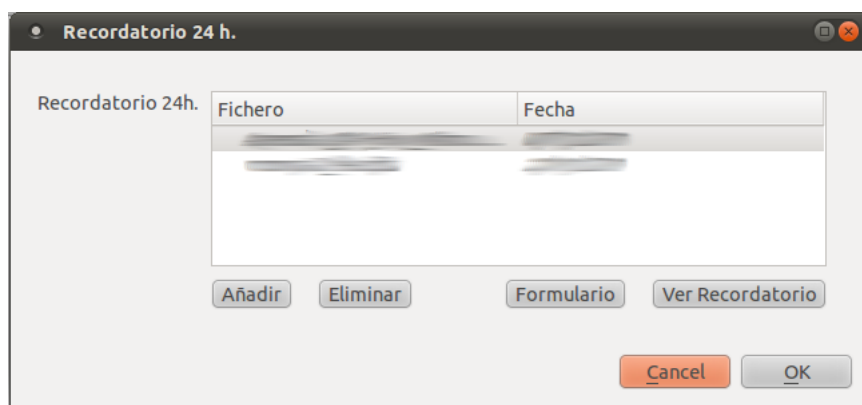 Recordatorio 24 h.
Recordatorio 24h.
Fichero Fecha
Añadir Eliminar Formulario Ver Recordatorio
Cancel OK